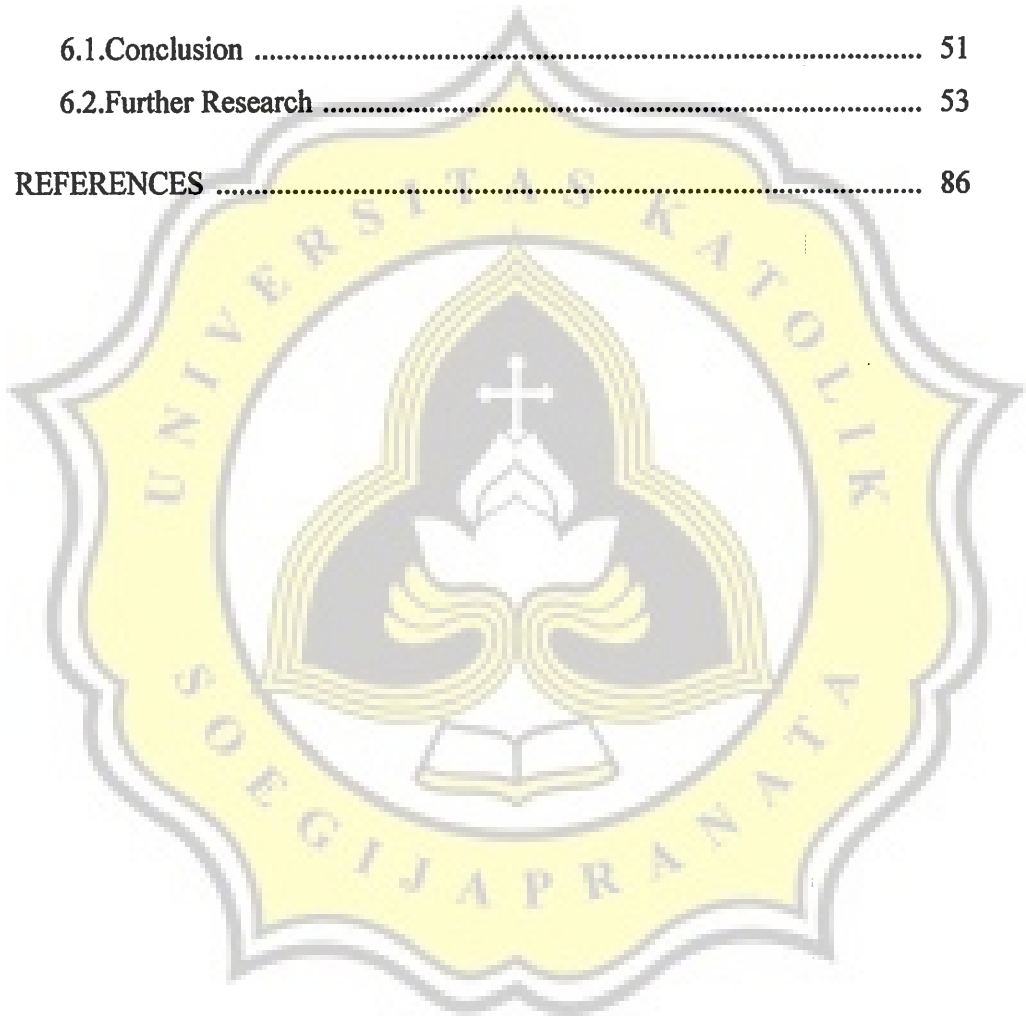 6.1.Conclusion .......................................................................................... 51
6.2.Further Research ................................................................................ 53
REFERENCES .............................................................................................. 86
UNIVERSITAS KATOLIK
SOEGIJAPRANATA